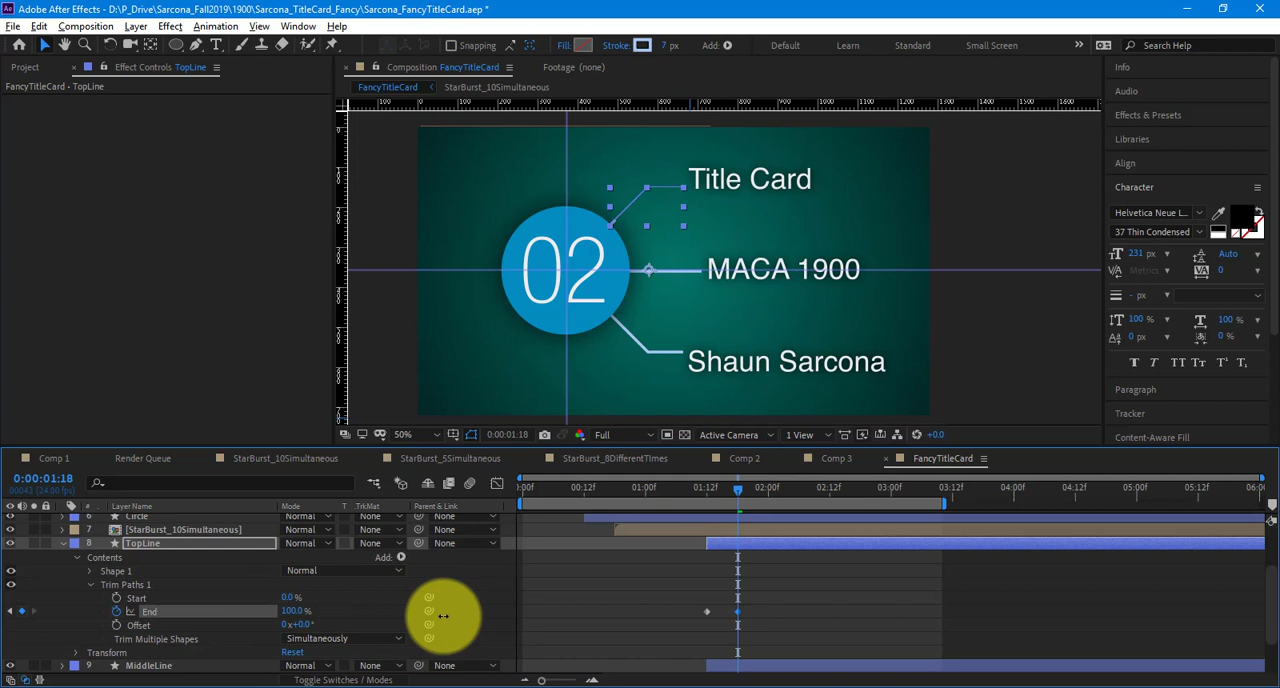 Adobe After Effects - D:\P_Drive\Sarcona_Fall2019\1900\Sarcona_TitleCard_Fancy\Sarcona_FancyTitleCard.aep *
File Edit Composition Layer Effect Animation View Window Help
Snapping Fill: Stroke: 7 px Add: Default Learn Standard Small Screen Search Help
Project Effect Controls TopLine Composition FancyTitleCard Footage (none) Info
FancyTitleCard • TopLine FancyTitleCard StarBurst_10Simultaneous Audio
Effects & Presets
Libraries
Align
Character
Helvetica Neue L...
37 Thin Condensed
231 px Auto
Metrics 0
- px
100 % 100 %
0 px 0 %
Paragraph
Tracker
Content-Aware Fill
Title Card
02
MACA 1900
Shaun Sarcona
50% 0:00:01:18 Full Active Camera 1 View +0.0
Comp 1 Render Queue StarBurst_10Simultaneous StarBurst_5Simultaneous StarBurst_8DifferentTImes Comp 2 Comp 3 FancyTitleCard
0:00:01:18
00043 (24.00 fps)
:00f 00:12f 01:00f 01:12f 02:00f 02:12f 03:00f 03:12f 04:00f 04:12f 05:00f 05:12f 06:0
# Layer Name Mode T .TrkMat Parent & Link
6 Circle Normal None None
7 [StarBurst_10Simultaneous] Normal None None
8 TopLine Normal None None
Contents Add:
Shape 1 Normal
Trim Paths 1
Start 0.0 %
End 100.0 %
Offset 0x+0.0°
Trim Multiple Shapes Simultaneously
Transform Reset
9 MiddleLine Normal None None
Toggle Switches / Modes